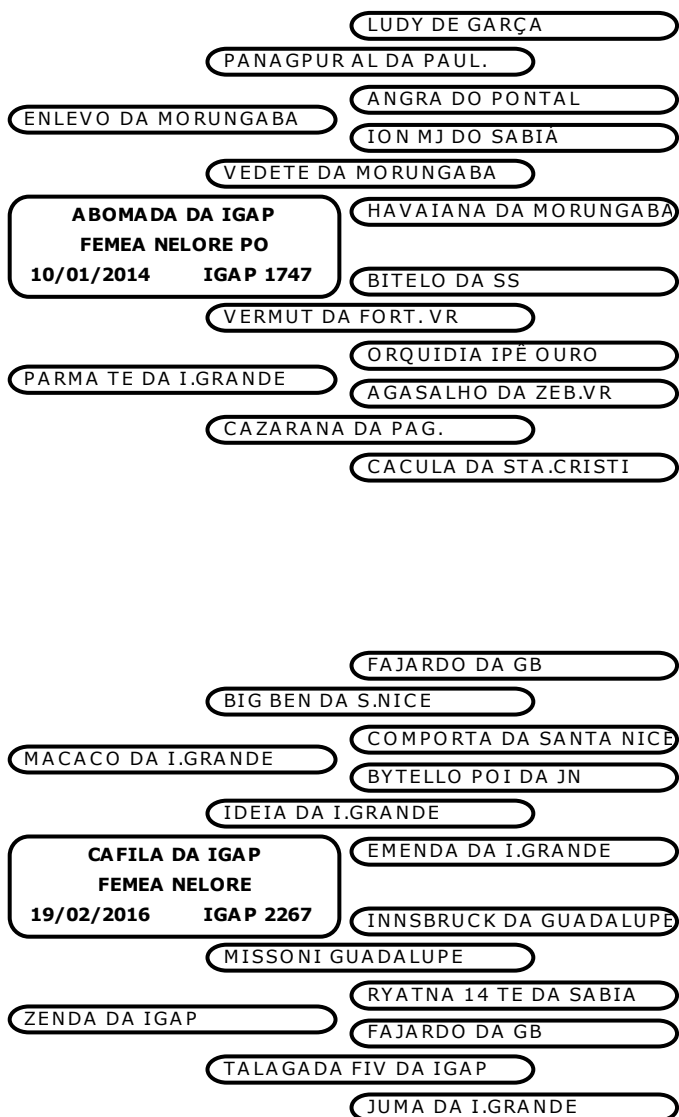 LUDY DE GARÇA
PANAGPUR AL DA PAUL.
ANGRA DO PONTAL
ENLEVO DA MORUNGABA
ION MJ DO SABIÁ
VEDETE DA MORUNGABA
ABOMADA DA IGAP
HAVAIANA DA MORUNGABA
FEMEA NELORE PO
10/01/2014 IGAP 1747
BITELO DA SS
VERMUT DA FORT. VR
ORQUIDIA IPÊ OURO
PARMA TE DA I.GRANDE
AGASALHO DA ZEB.VR
CAZARANA DA PAG.
CACULA DA STA.CRISTI
FAJARDO DA GB
BIG BEN DA S.NICE
COMPORTA DA SANTA NICE
MACACO DA I.GRANDE
BYTELLO POI DA JN
IDEIA DA I.GRANDE
CAFILA DA IGAP
EMENDA DA I.GRANDE
FEMEA NELORE
19/02/2016 IGAP 2267
INNSBRUCK DA GUADALUPE
MISSONI GUADALUPE
RYATNA 14 TE DA SABIA
ZENDA DA IGAP
FAJARDO DA GB
TALAGADA FIV DA IGAP
JUMA DA I.GRANDE